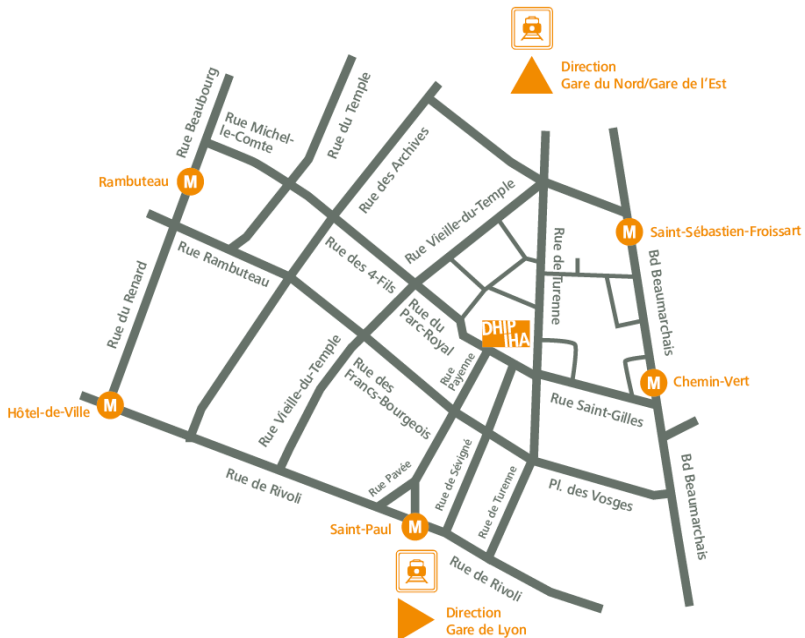 Direction
Gare du Nord/Gare de l'Est
Rue Beaubourg
Rue Michel-
le-Comte
Rue du Temple
Rue des Archives
Rambuteau
M
Rue Vieille-du-Temple
M
Saint-Sébastien-Froissart
Rue Rambuteau
Rue des 4-Fils
Rue de Turenne
Bd Beaumarchais
Rue du Renard
Rue du
Parc-Royal
DHIP
IHA
Rue
Payenne
M
Chemin-Vert
Hôtel-de-Ville
M
Rue Vieille-du-Temple
Rue des
Francs-Bourgeois
Rue Saint-Gilles
Rue de Rivoli
Rue Pavée
Rue de Sévigné
Rue de Turenne
Pl. des Vosges
Bd Beaumarchais
Saint-Paul
M
Rue de Rivoli
Direction
Gare de Lyon